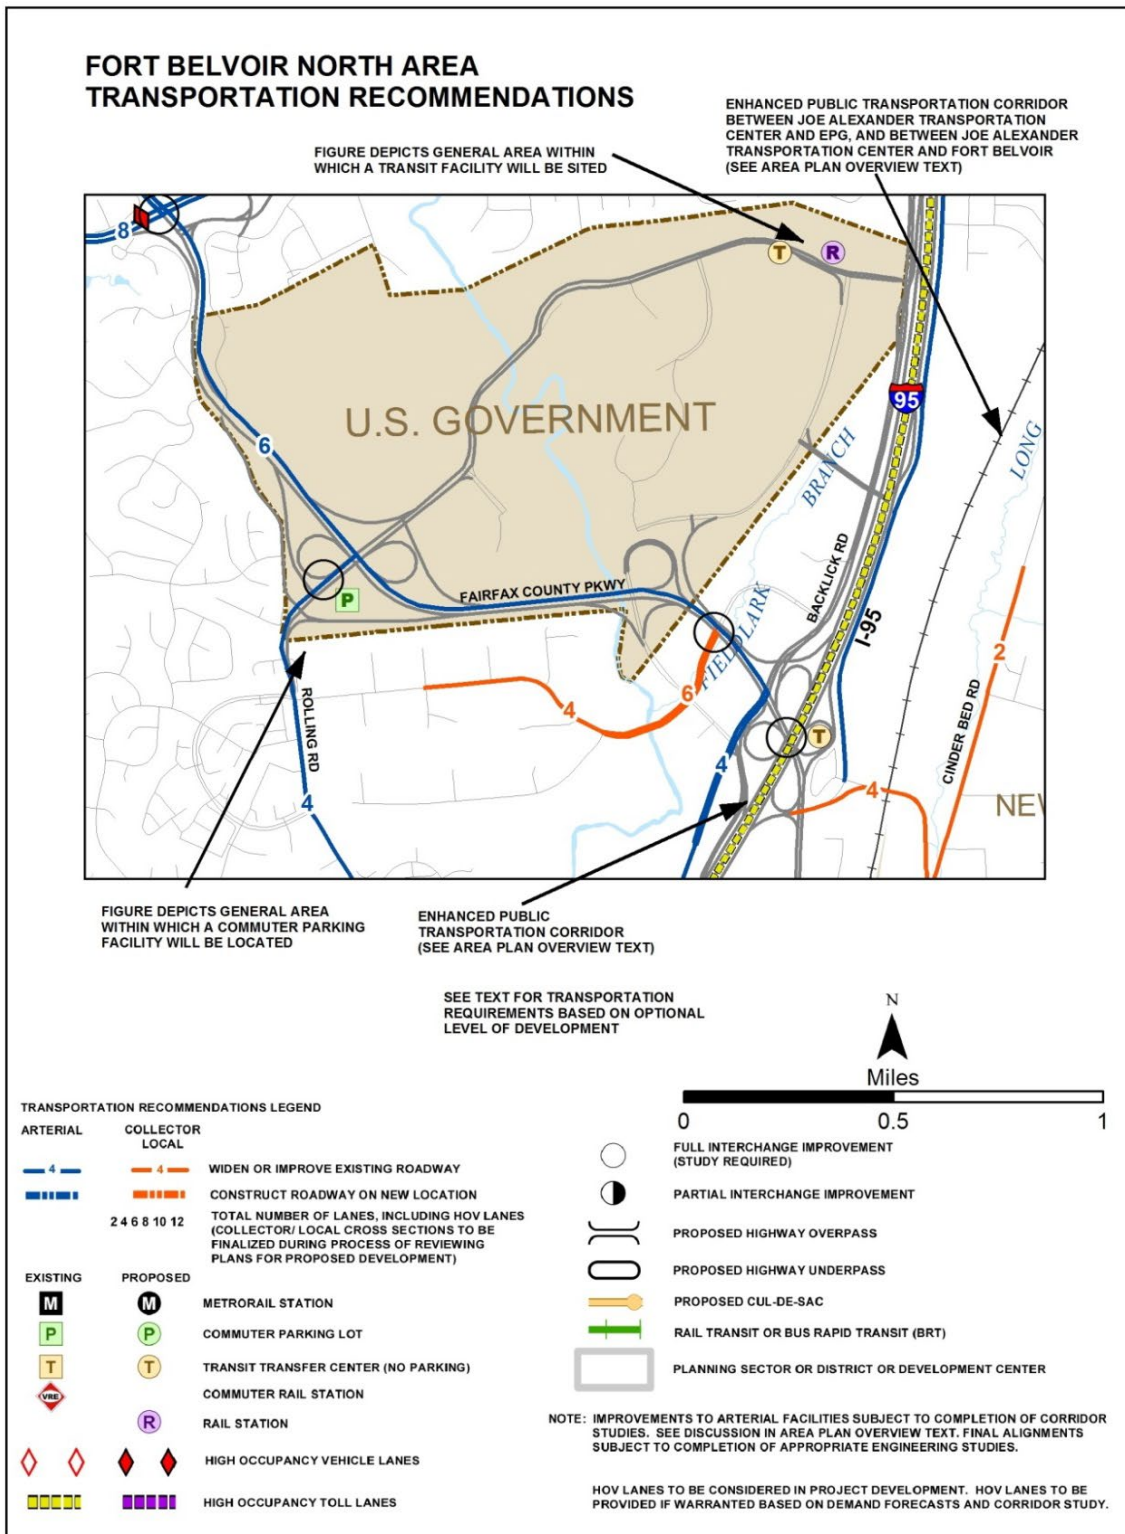 FORT BELVOIR NORTH AREA
TRANSPORTATION RECOMMENDATIONS
FIGURE DEPICTS GENERAL AREA WITHIN
WHICH A TRANSIT FACILITY WILL BE SITED
ENHANCED PUBLIC TRANSPORTATION CORRIDOR
BETWEEN JOE ALEXANDER TRANSPORTATION
CENTER AND EPG, AND BETWEEN JOE ALEXANDER
TRANSPORTATION CENTER AND FORT BELVOIR
(SEE AREA PLAN OVERVIEW TEXT)
8
T
R
95
U.S. GOVERNMENT
6
BRANCH
LONG
P
FAIRFAX COUNTY PKWY
BACKLICK RD
I-95
FIELDLARK
2
ROLLING RD
4
6
4
T
CINDER BED RD
4
4
NEW
FIGURE DEPICTS GENERAL AREA
WITHIN WHICH A COMMUTER PARKING
FACILITY WILL BE LOCATED
ENHANCED PUBLIC
TRANSPORTATION CORRIDOR
(SEE AREA PLAN OVERVIEW TEXT)
SEE TEXT FOR TRANSPORTATION
REQUIREMENTS BASED ON OPTIONAL
LEVEL OF DEVELOPMENT
N
Miles
0 0.5 1
TRANSPORTATION RECOMMENDATIONS LEGEND
ARTERIAL COLLECTOR
LOCAL
4 4 WIDEN OR IMPROVE EXISTING ROADWAY
CONSTRUCT ROADWAY ON NEW LOCATION
2 4 6 8 10 12 TOTAL NUMBER OF LANES, INCLUDING HOV LANES
(COLLECTOR/ LOCAL CROSS SECTIONS TO BE
FINALIZED DURING PROCESS OF REVIEWING
PLANS FOR PROPOSED DEVELOPMENT)
EXISTING PROPOSED
M M METRORAIL STATION
P P COMMUTER PARKING LOT
T T TRANSIT TRANSFER CENTER (NO PARKING)
VRE COMMUTER RAIL STATION
R RAIL STATION
HIGH OCCUPANCY VEHICLE LANES
HIGH OCCUPANCY TOLL LANES
FULL INTERCHANGE IMPROVEMENT
(STUDY REQUIRED)
PARTIAL INTERCHANGE IMPROVEMENT
PROPOSED HIGHWAY OVERPASS
PROPOSED HIGHWAY UNDERPASS
PROPOSED CUL-DE-SAC
RAIL TRANSIT OR BUS RAPID TRANSIT (BRT)
PLANNING SECTOR OR DISTRICT OR DEVELOPMENT CENTER
NOTE: IMPROVEMENTS TO ARTERIAL FACILITIES SUBJECT TO COMPLETION OF CORRIDOR
STUDIES. SEE DISCUSSION IN AREA PLAN OVERVIEW TEXT. FINAL ALIGNMENTS
SUBJECT TO COMPLETION OF APPROPRIATE ENGINEERING STUDIES.
HOV LANES TO BE CONSIDERED IN PROJECT DEVELOPMENT. HOV LANES TO BE
PROVIDED IF WARRANTED BASED ON DEMAND FORECASTS AND CORRIDOR STUDY.